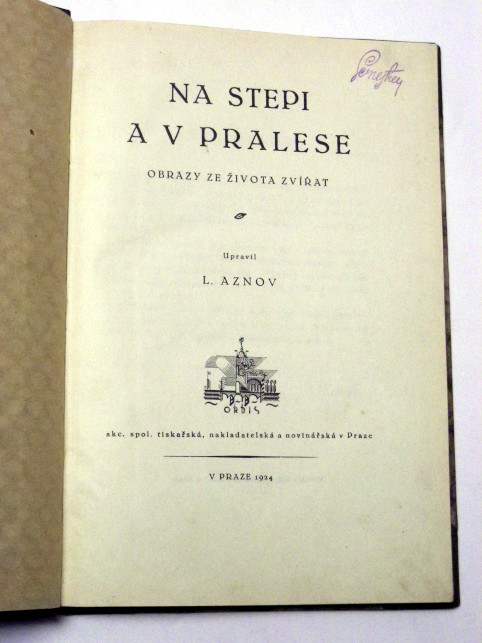 NA STEPI
A V PRALESE
OBRAZY ZE ŽIVOTA ZVÍŘAT
Upravil
L. AZNOV
ORBIS
akc. spol. tiskařská, nakladatelská a novinářská v Praze
V PRAZE 1924